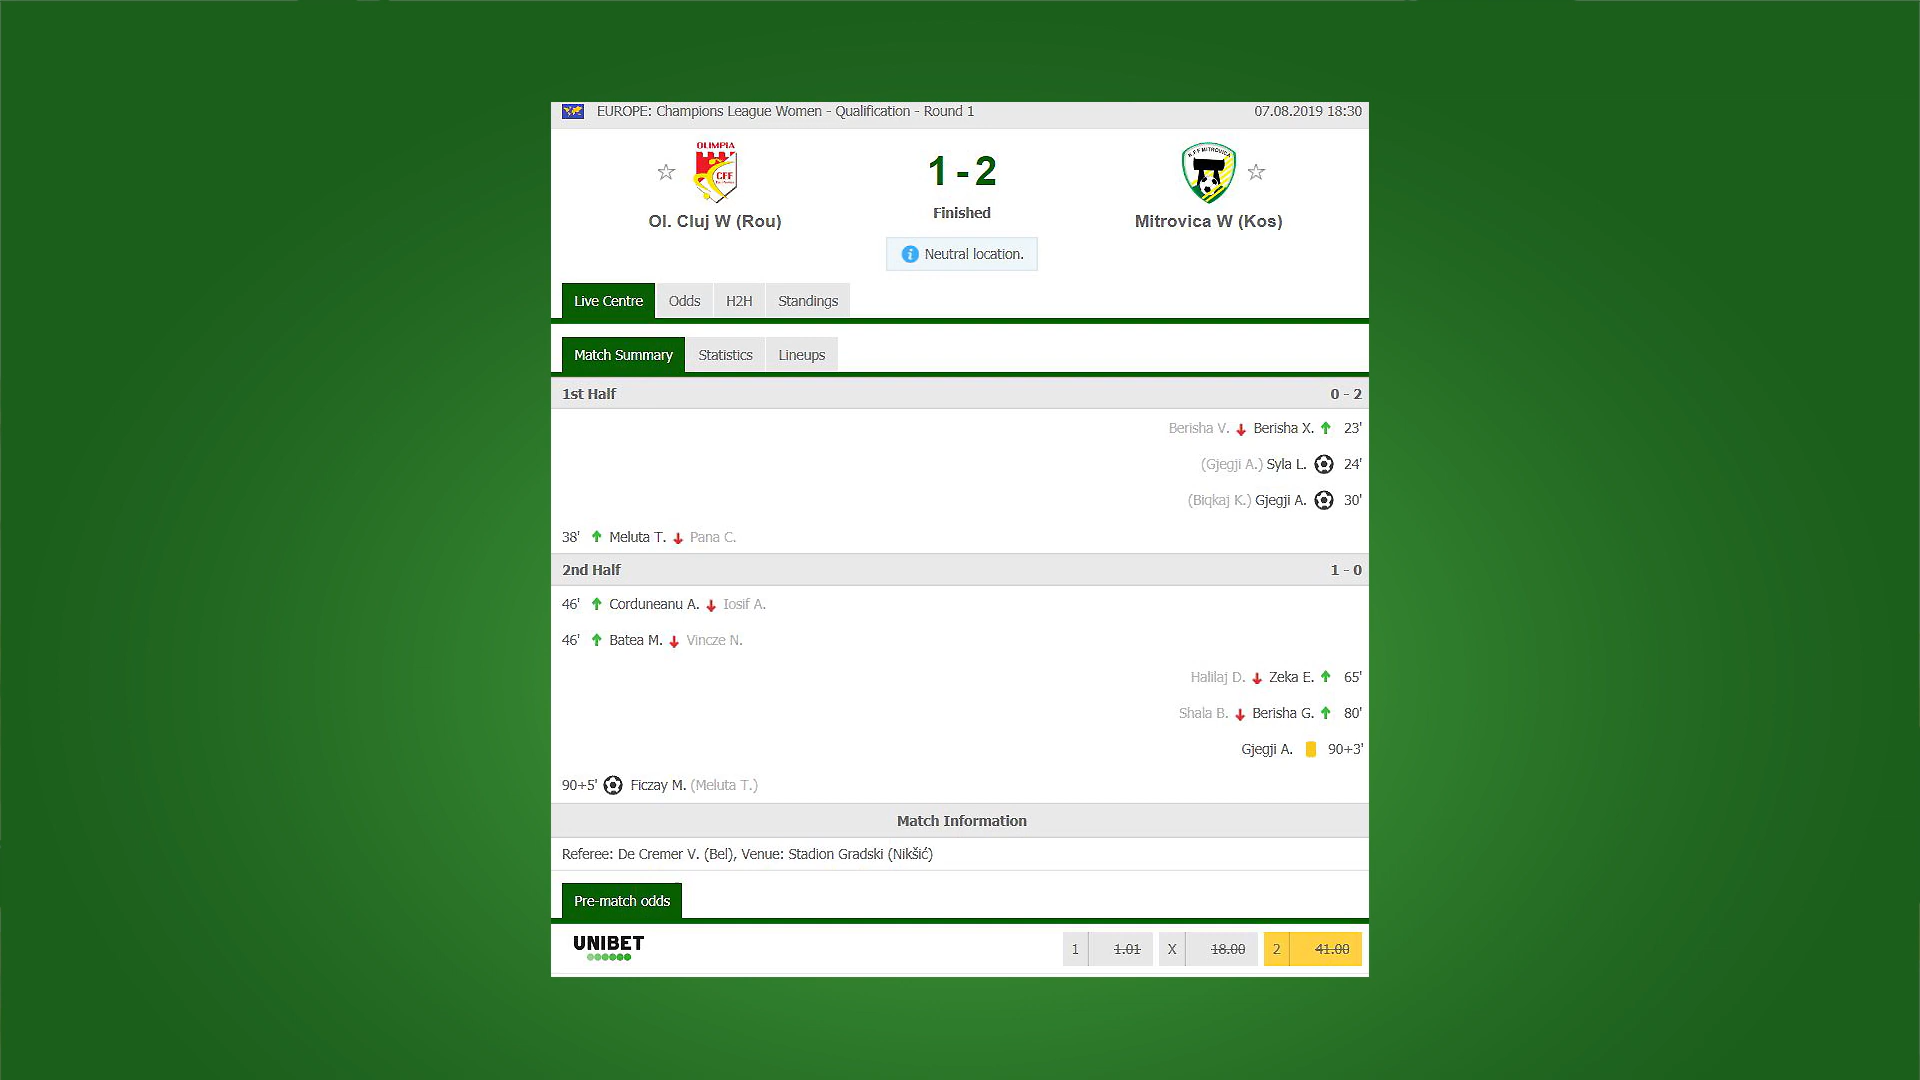 EUROPE: Champions League Women - Qualification - Round 1 07.08.2019 18:30
OLIMPIA
CFF
K.F.F MITROVICA
1 - 2
Finished
Ol. Cluj W (Rou) Mitrovica W (Kos)
Neutral location.
Live Centre Odds H2H Standings
Match Summary Statistics Lineups
1st Half 0 - 2
Berisha V. Berisha X. 23'
(Gjegji A.) Syla L. 24'
(Biqkaj K.) Gjegji A. 30'
38' Meluta T. Pana C.
2nd Half 1 - 0
46' Corduneanu A. Iosif A.
46' Batea M. Vincze N.
Halilaj D. Zeka E. 65'
Shala B. Berisha G. 80'
Gjegji A. 90+3'
90+5' Ficzay M. (Meluta T.)
Match Information
Referee: De Cremer V. (Bel), Venue: Stadion Gradski (Nikšić)
Pre-match odds
UNIBET 1 1.01 X 18.00 2 41.00